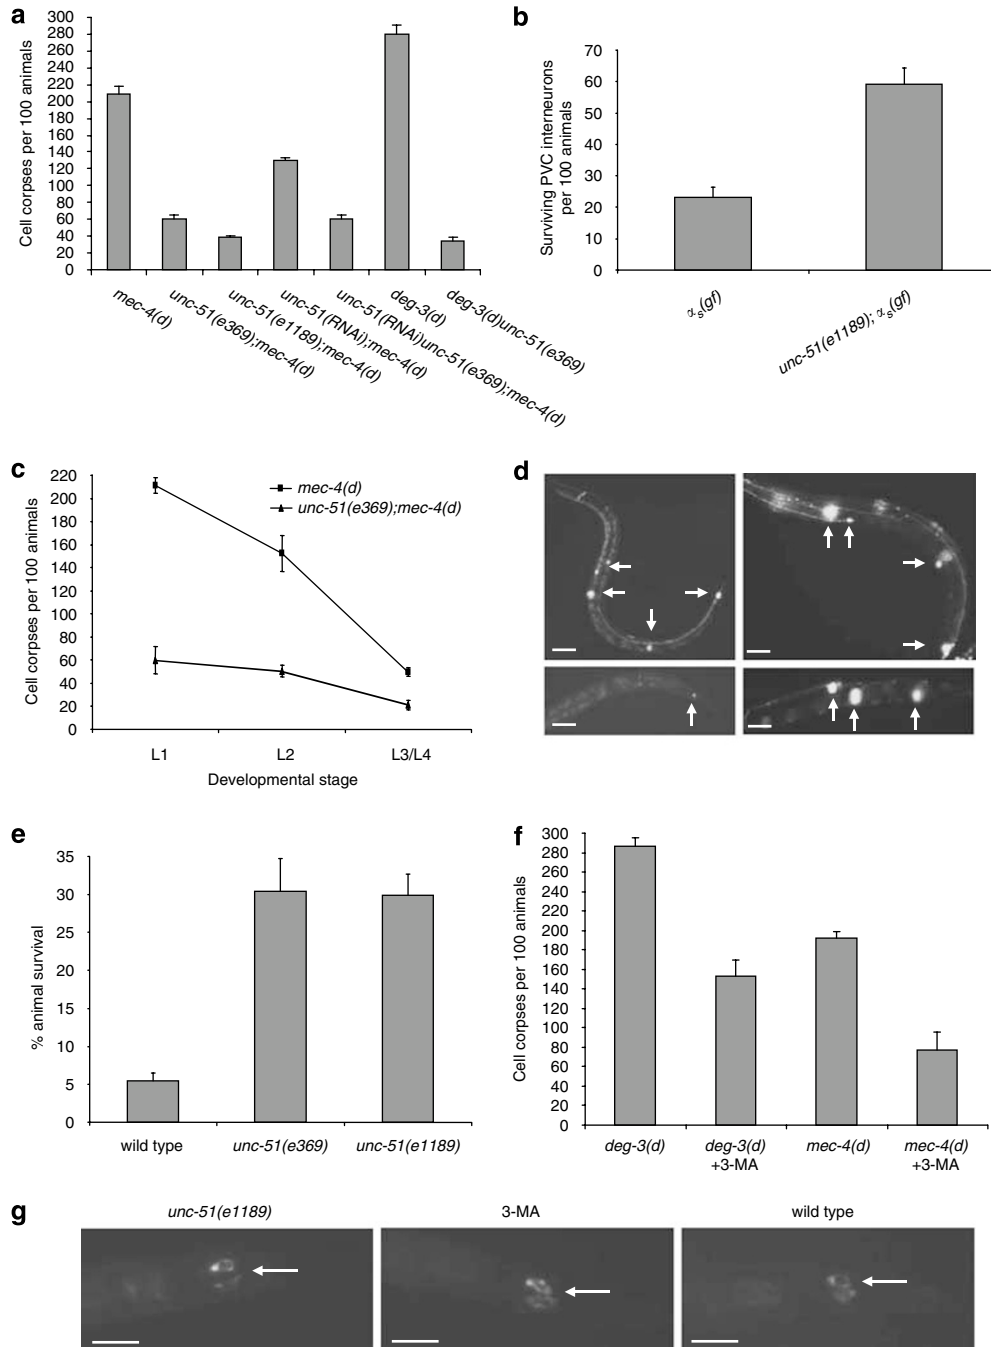 a
Cell corpses per 100 animals
300
280
260
240
220
200
180
160
140
120
100
80
60
40
20
0
mec-4(d)
unc-51(e369);mec-4(d)
unc-51(e1189);mec-4(d)
unc-51(RNAi);mec-4(d)
unc-51(RNAi)unc-51(e369);mec-4(d)
deg-3(d)
deg-3(d)unc-51(e369)
b
Surviving PVC interneurons
per 100 animals
70
60
50
40
30
20
10
0
αs(gf)
unc-51(e1189); αs(gf)
c
Cell corpses per 100 animals
220
200
180
160
140
120
100
80
60
40
20
0
mec-4(d)
unc-51(e369);mec-4(d)
L1 L2 L3/L4
Developmental stage
d
e
% animal survival
35
30
25
20
15
10
5
0
wild type unc-51(e369) unc-51(e1189)
f
Cell corpses per 100 animals
300
280
260
240
220
200
180
160
140
120
100
80
60
40
20
0
deg-3(d) deg-3(d) mec-4(d) mec-4(d)
+3-MA +3-MA
g
unc-51(e1189) 3-MA wild type